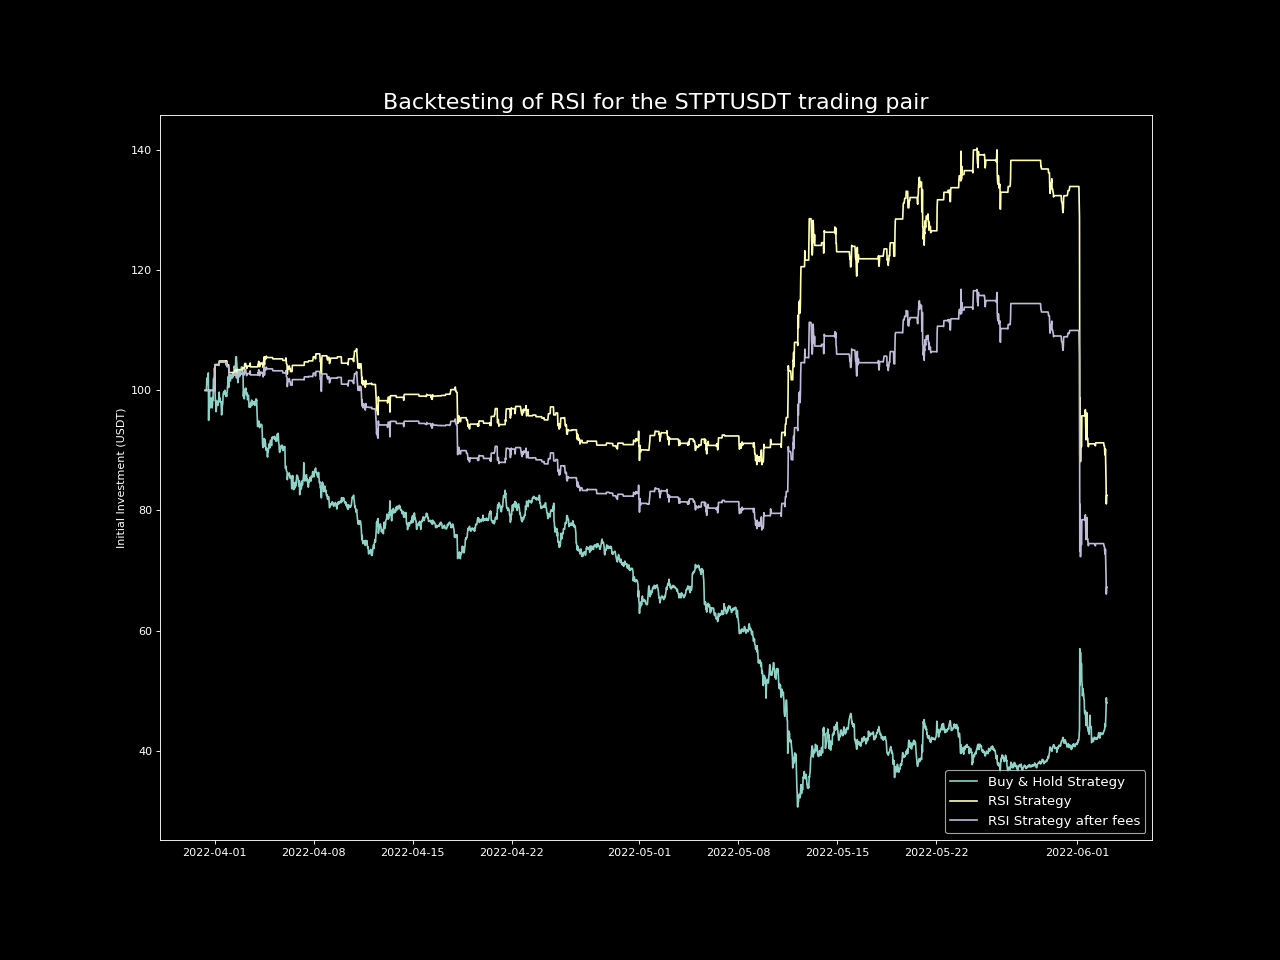 Backtesting of RSI for the STPTUSDT trading pair
Initial Investment (USDT)
140
120
100
80
60
40
2022-04-01 2022-04-08 2022-04-15 2022-04-22 2022-05-01 2022-05-08 2022-05-15 2022-05-22 2022-06-01
Buy & Hold Strategy
RSI Strategy
RSI Strategy after fees